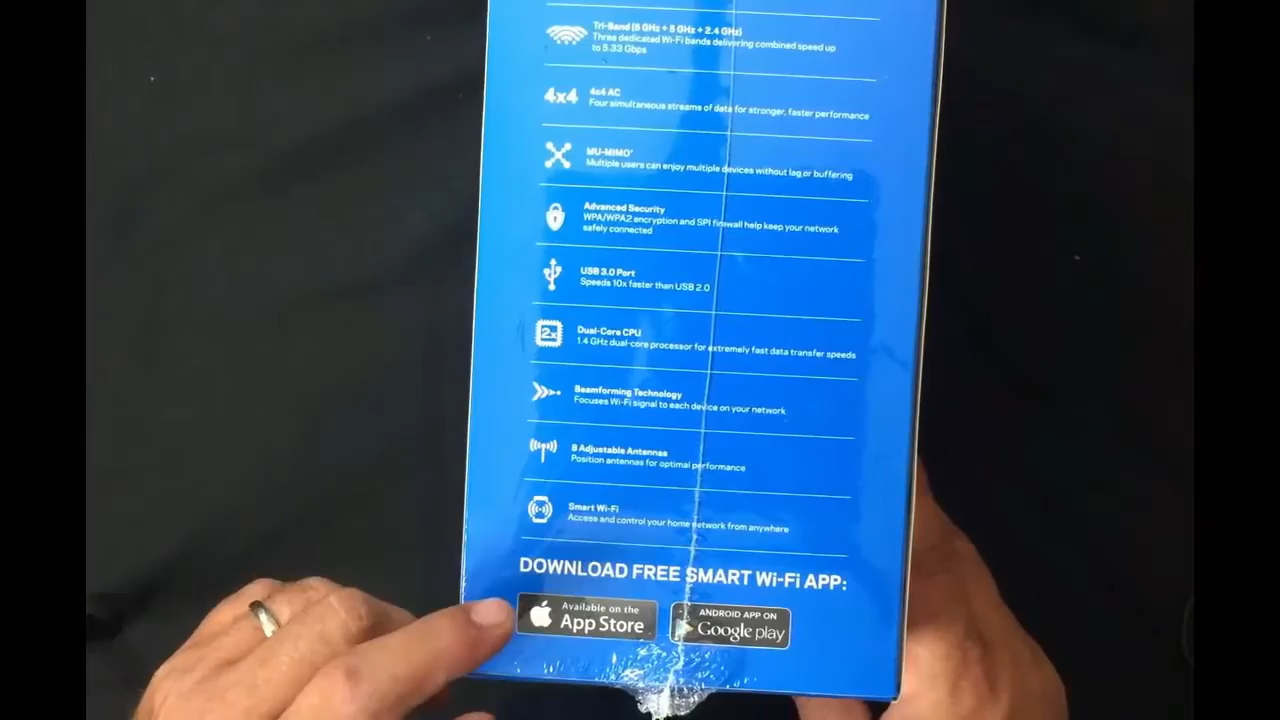 Tri-Band (5 GHz + 5 GHz + 2.4 GHz)
Three dedicated Wi-Fi bands delivering combined speed up
to 5.33 Gbps
4x4
4x4 AC
Four simultaneous streams of data for stronger, faster performance
MU-MIMO*
Multiple users can enjoy multiple devices without lag or buffering
Advanced Security
WPA/WPA2 encryption and SPI firewall help keep your network
safely connected
USB 3.0 Port
Speeds 10x faster than USB 2.0
2x
Dual-Core CPU
1.4 GHz dual-core processor for extremely fast data transfer speeds
Beamforming Technology
Focuses Wi-Fi signal to each device on your network
8 Adjustable Antennas
Position antennas for optimal performance
Smart Wi-Fi
Access and control your home network from anywhere
DOWNLOAD FREE SMART Wi-Fi APP:
Available on the
App Store
ANDROID APP ON
Google play